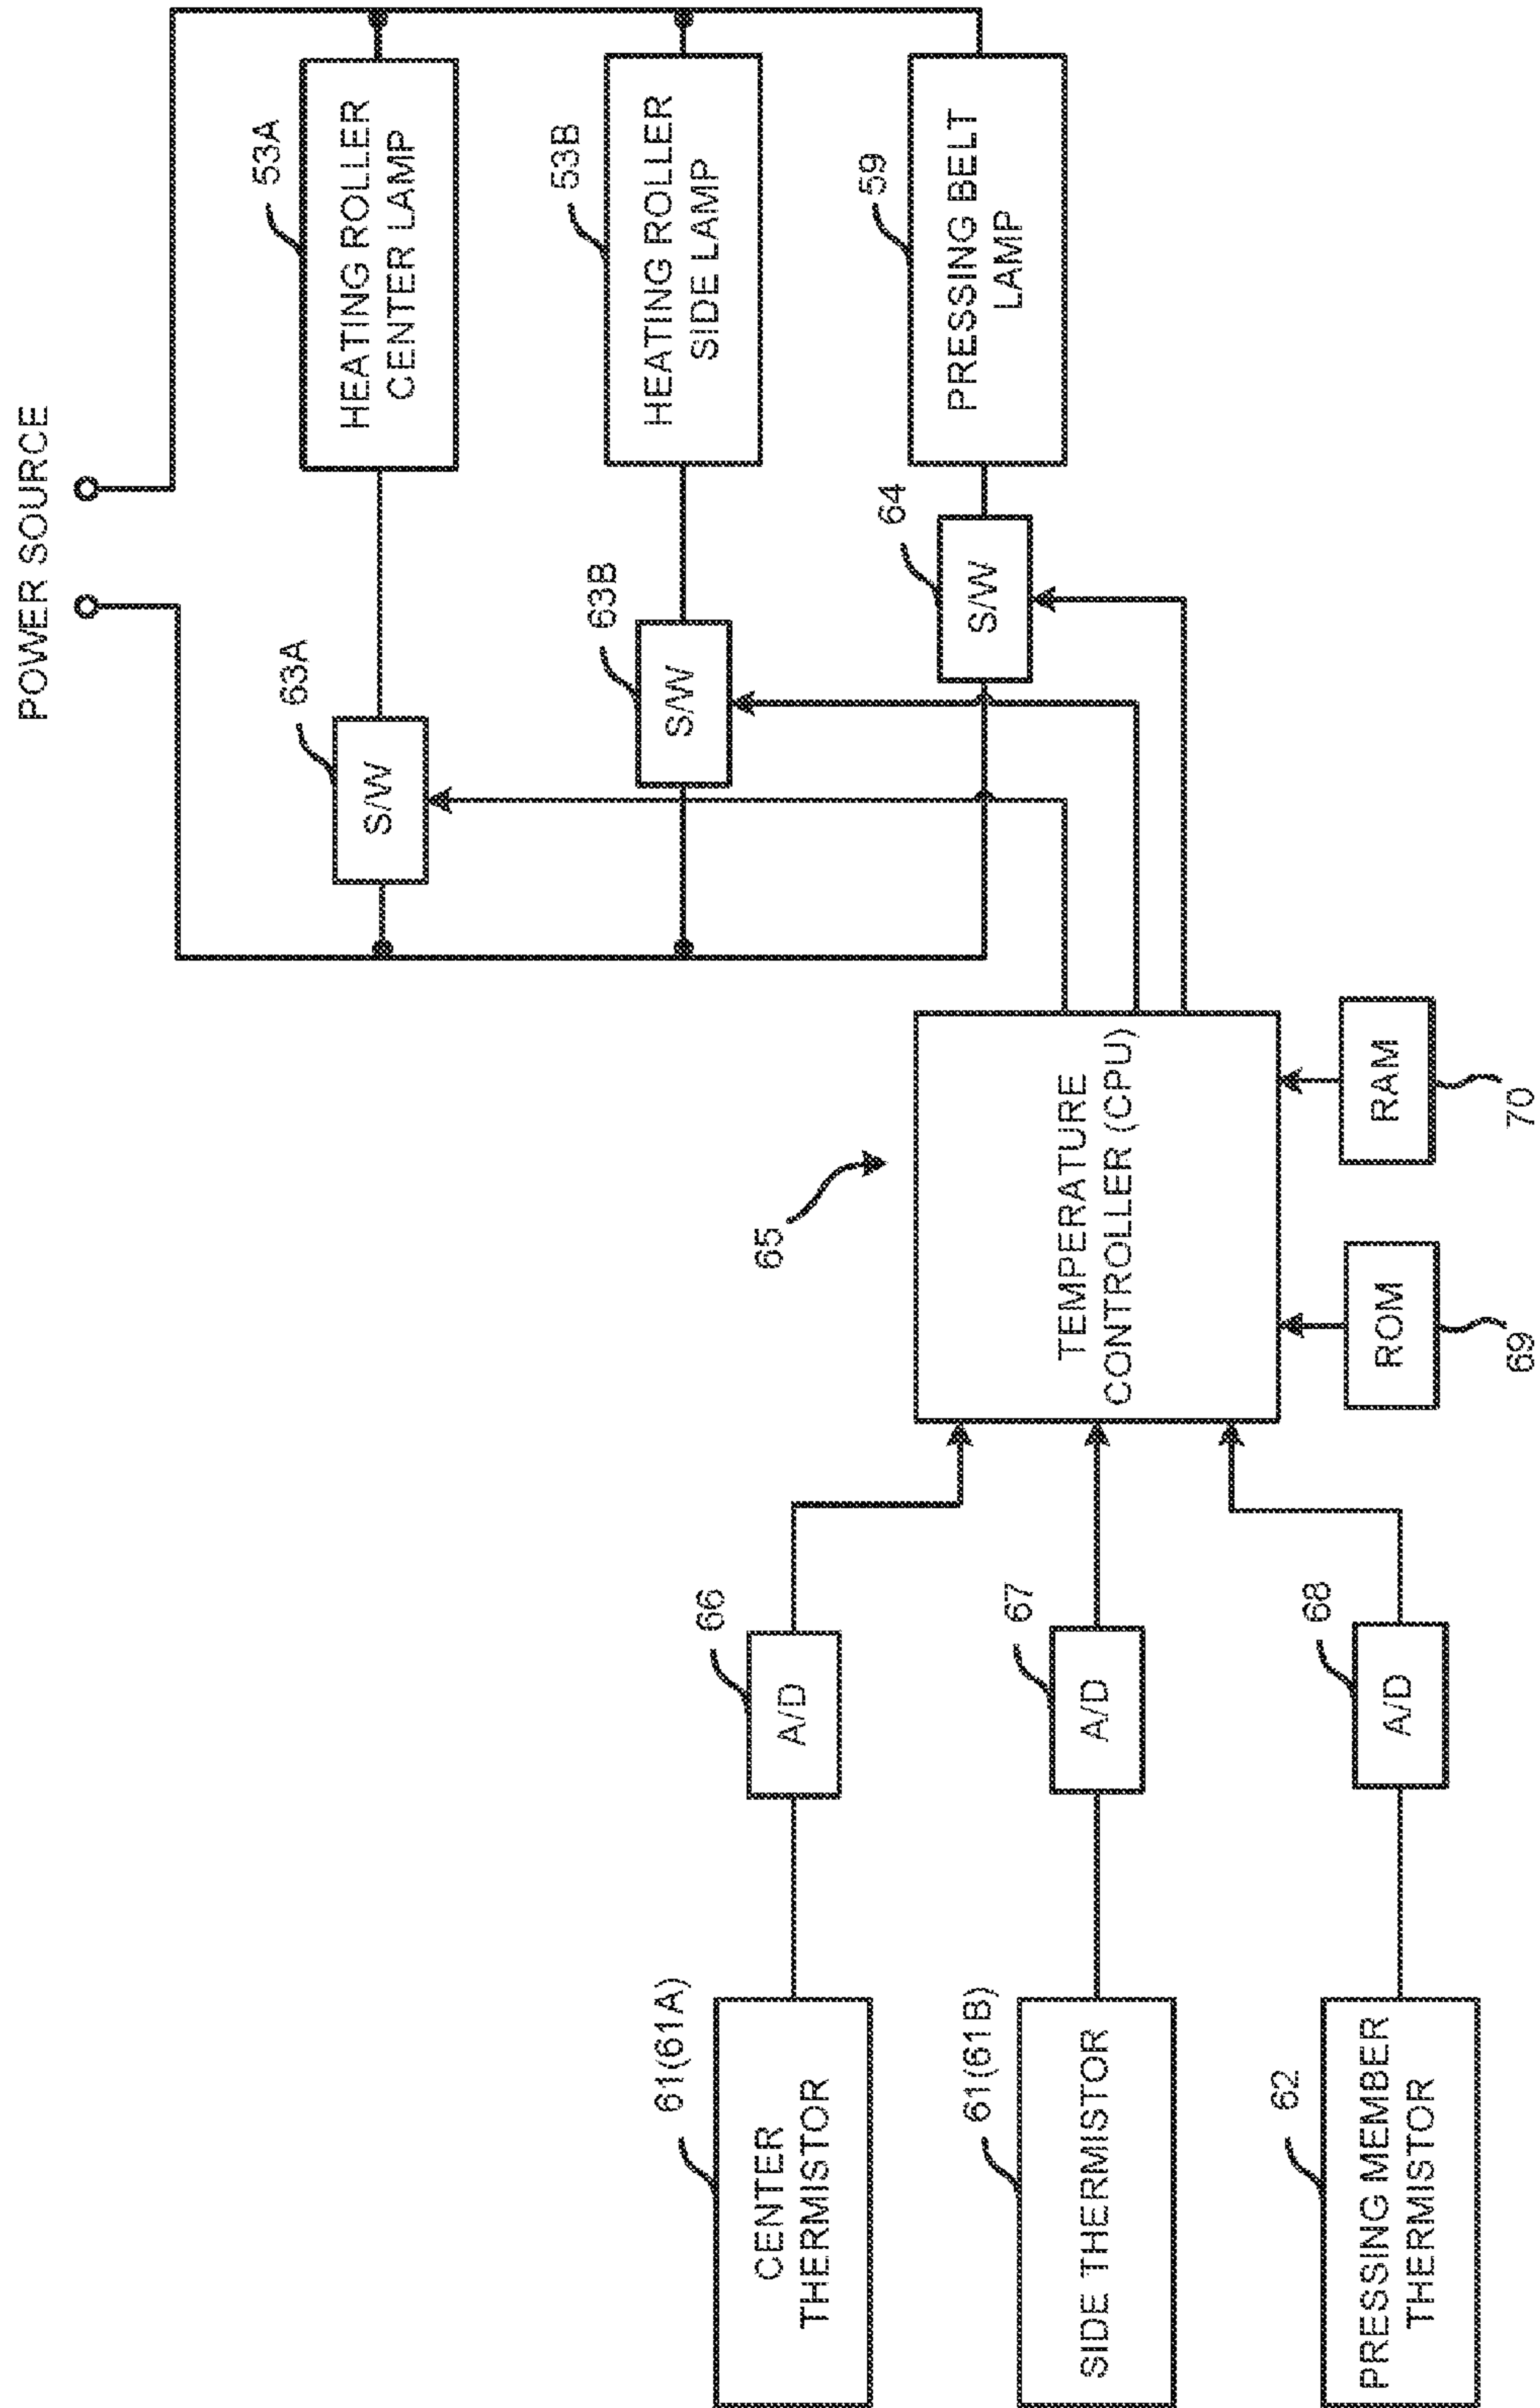 POWER SOURCE
53A
HEATING ROLLER
CENTER LAMP
63A
S/W
53B
HEATING ROLLER
SIDE LAMP
63B
S/W
59
PRESSING BELT
LAMP
64
S/W
61(61A)
CENTER
THERMISTOR
66
A/D
61(61B)
SIDE THERMISTOR
67
A/D
62
PRESSING MEMBER
THERMISTOR
68
A/D
65
TEMPERATURE
CONTROLLER (CPU)
ROM
69
RAM
70